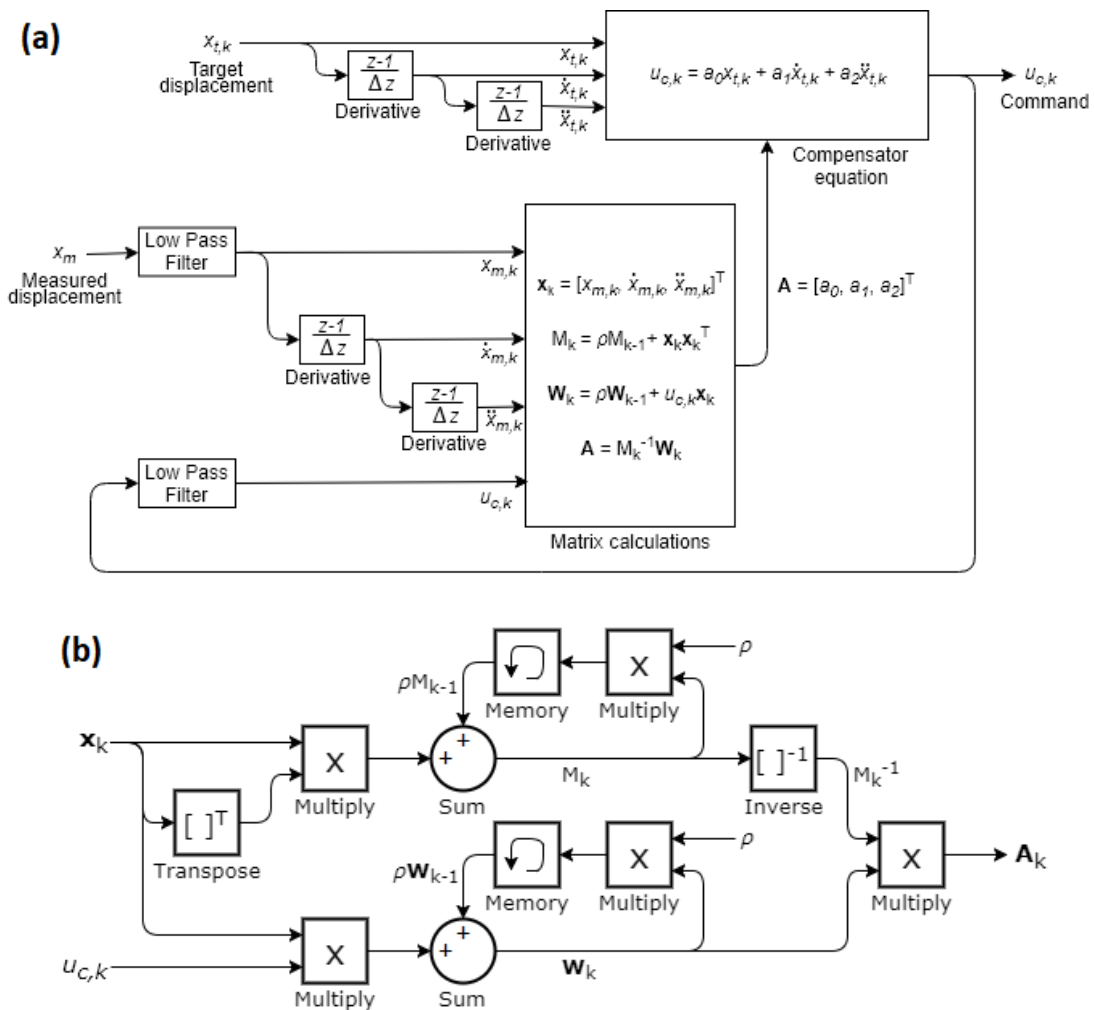 (a)
x_{t,k}
Target
displacement
z-1
Δ z
Derivative
z-1
Δ z
Derivative
x_{t,k}
ẋ_{t,k}
ẍ_{t,k}
u_{c,k} = a_0x_{t,k} + a_1ẋ_{t,k} + a_2ẍ_{t,k}
Compensator
equation
u_{c,k}
Command
x_m
Measured
displacement
Low Pass
Filter
x_{m,k}
z-1
Δ z
Derivative
ẋ_{m,k}
z-1
Δ z
Derivative
ẍ_{m,k}
Low Pass
Filter
u_{c,k}
x_k = [x_{m,k}, ẋ_{m,k}, ẍ_{m,k}]^T
M_k = ρM_{k-1} + x_kx_k^T
W_k = ρW_{k-1} + u_{c,k}x_k
A = M_k^{-1}W_k
Matrix calculations
A = [a_0, a_1, a_2]^T
(b)
x_k
[ ]^T
Transpose
X
Multiply
+
+
Sum
ρM_{k-1}
Memory
X
Multiply
ρ
M_k
[ ]^{-1}
Inverse
M_k^{-1}
u_{c,k}
X
Multiply
+
+
Sum
ρW_{k-1}
Memory
X
Multiply
ρ
W_k
X
Multiply
A_k